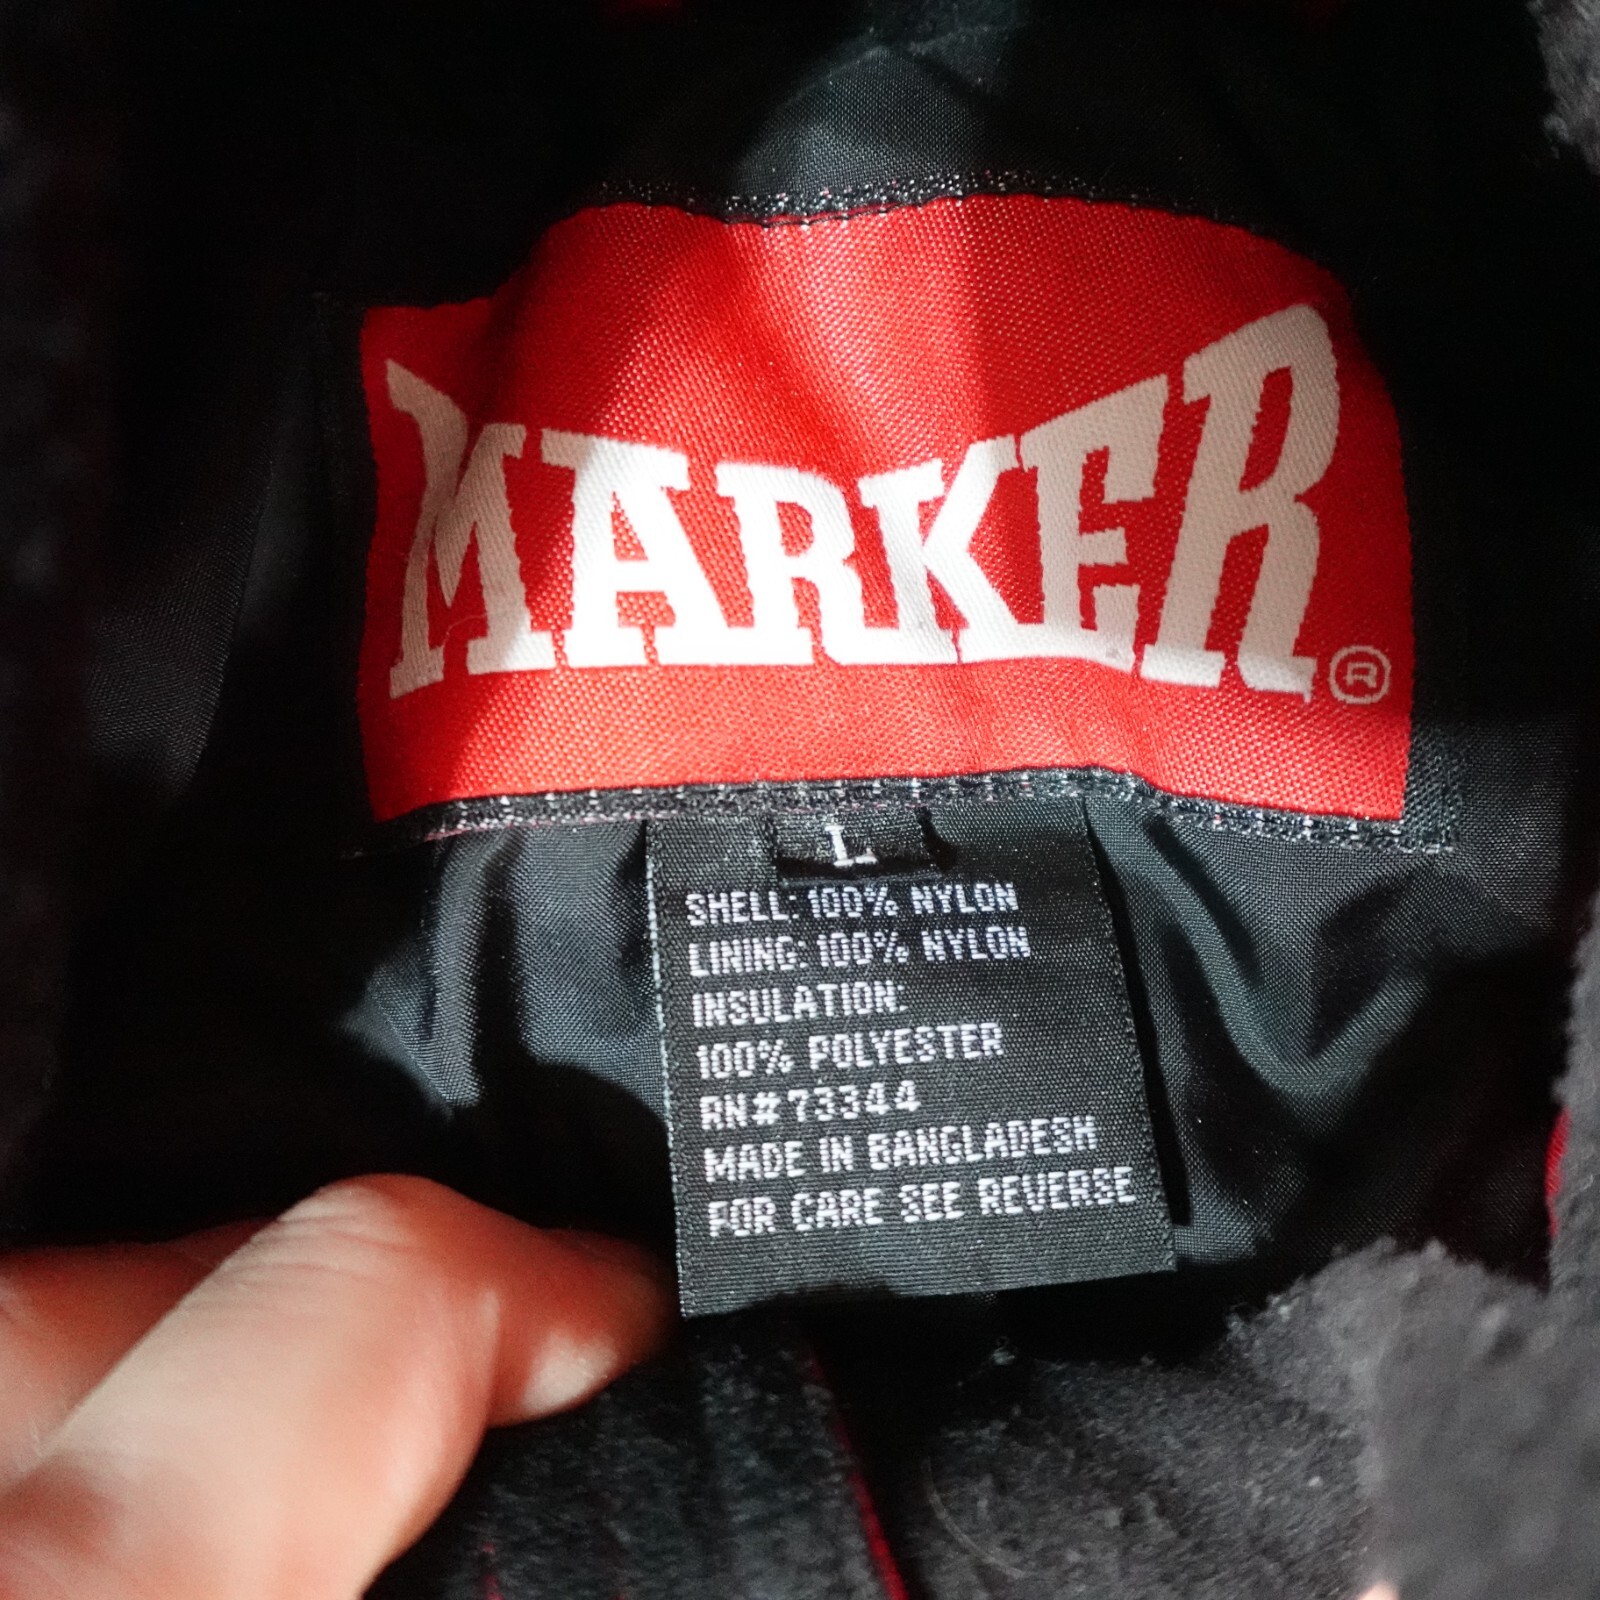 MARKER®
L
SHELL: 100% NYLON
LINING: 100% NYLON
INSULATION:
100% POLYESTER
RN#73344
MADE IN BANGLADESH
FOR CARE SEE REVERSE